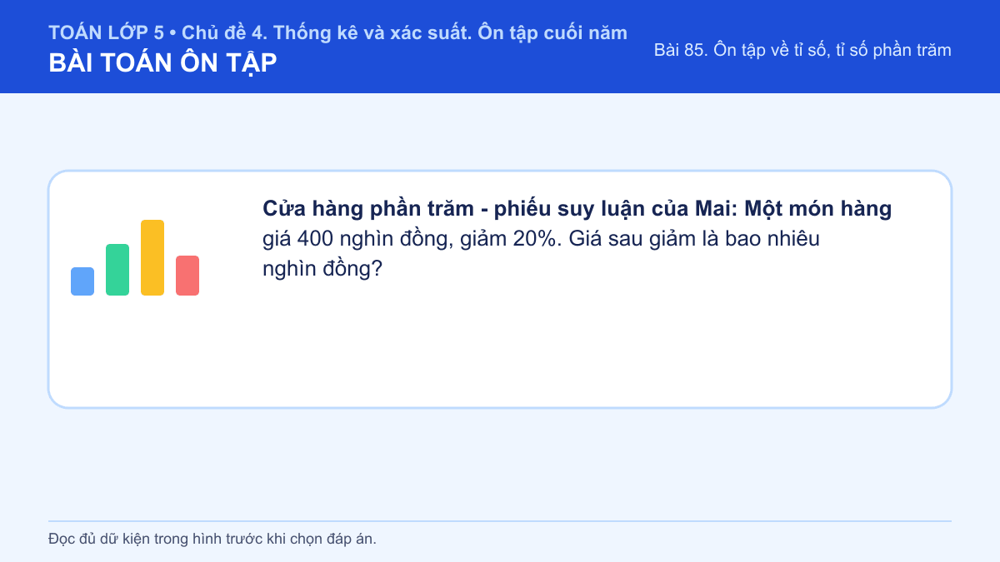 TOÁN LỚP 5 • Chủ đề 4. Thống kê và xác suất. Ôn tập cuối năm
BÀI TOÁN ÔN TẬP
Bài 85. Ôn tập về tỉ số, tỉ số phần trăm
Cửa hàng phần trăm - phiếu suy luận của Mai: Một món hàng
giá 400 nghìn đồng, giảm 20%. Giá sau giảm là bao nhiêu
nghìn đồng?
Đọc đủ dữ kiện trong hình trước khi chọn đáp án.